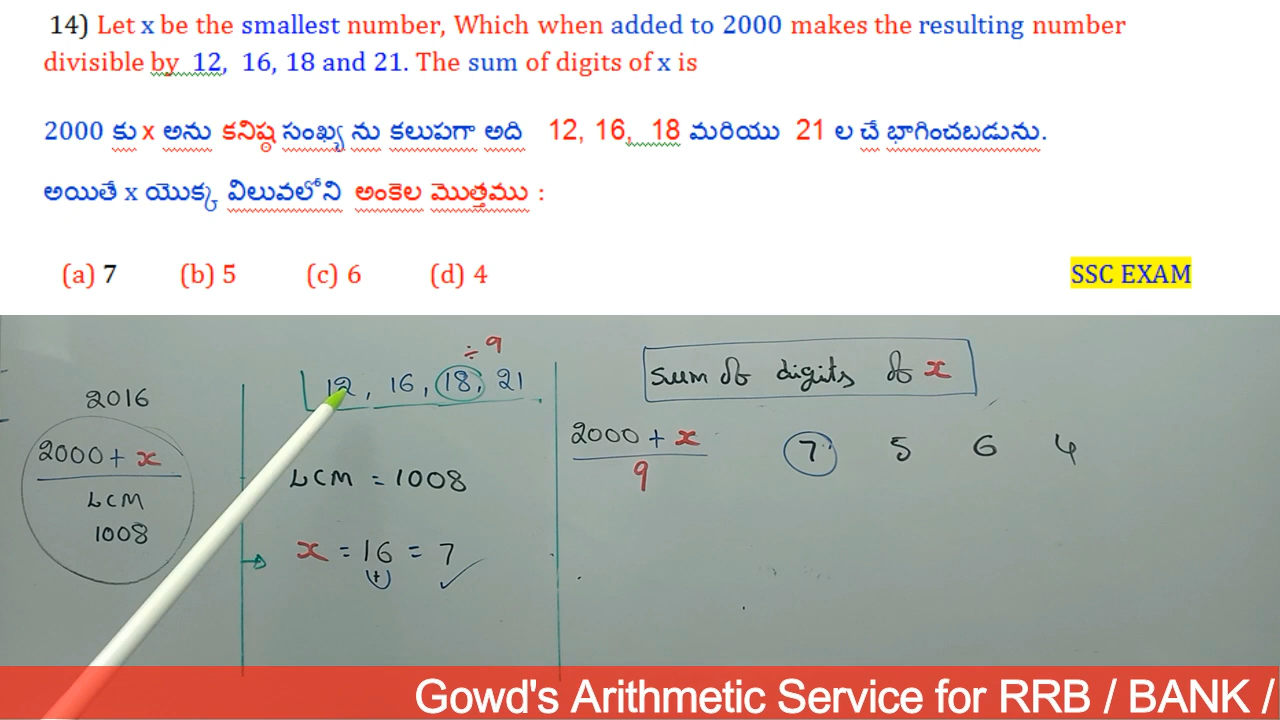 14) Let x be the smallest number, Which when added to 2000 makes the resulting number
divisible by 12, 16, 18 and 21. The sum of digits of x is
2000 కు x అను కనిష్ఠ సంఖ్య ను కలుపగా అది 12, 16, 18 మరియు 21 ల చే భాగించబడును.
అయితే x యొక్క విలువలోని అంకెల మొత్తము :
(a) 7 (b) 5 (c) 6 (d) 4 SSC EXAM
2016
2000 + x
LCM
1008
÷ 9
12, 16, 18, 21
LCM = 1008
x = 16 = 7
(+)
sum of digits of x
2000 + x
9
7 5 6 4
Gowd's Arithmetic Service for RRB / BANK /